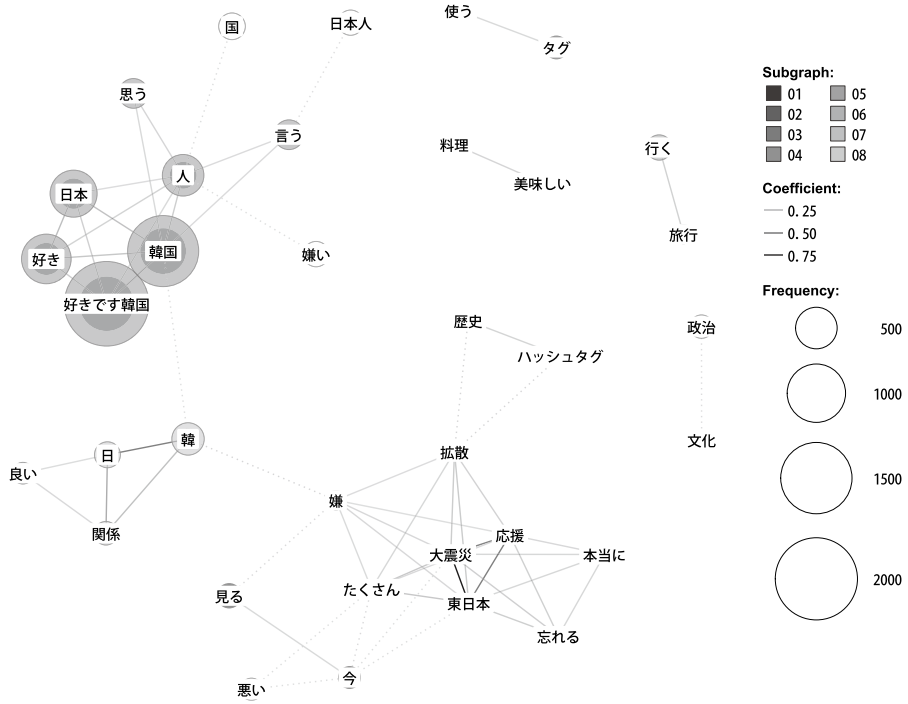 使う
国
日本人
タグ
思う
言う
料理
行く
人
美味しい
日本
旅行
韓国
嫌い
好き
好きです韓国
歴史
政治
ハッシュタグ
韓
文化
日
拡散
良い
嫌
関係
応援
大震災
本当に
たくさん
見る
東日本
忘れる
今
悪い
Subgraph:
01 05
02 06
03 07
04 08
Coefficient:
0.25
0.50
0.75
Frequency:
500
1000
1500
2000